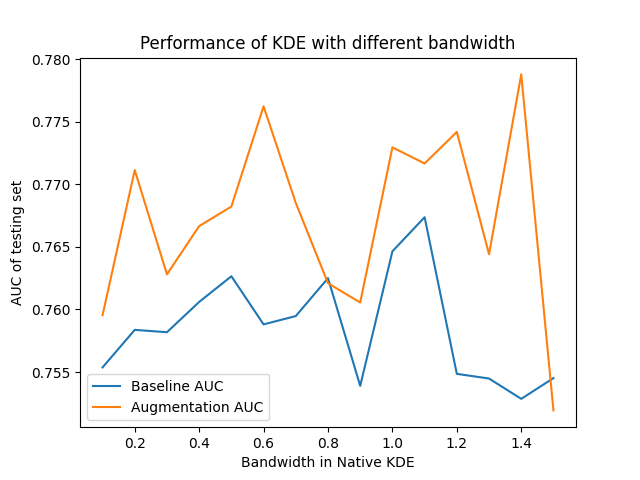 Performance of KDE with different bandwidth
AUC of testing set
0.780
0.775
0.770
0.765
0.760
0.755
Baseline AUC
Augmentation AUC
0.2 0.4 0.6 0.8 1.0 1.2 1.4
Bandwidth in Native KDE